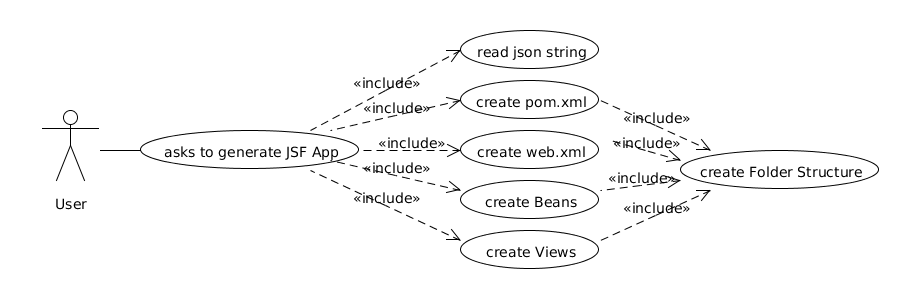 read json string
«include»
create pom.xml
«include»
«include»
«include»
create web.xml
«include»
asks to generate JSF App
«include»
create Folder Structure
«include»
create Beans
«include»
User
«include»
«include»
create Views